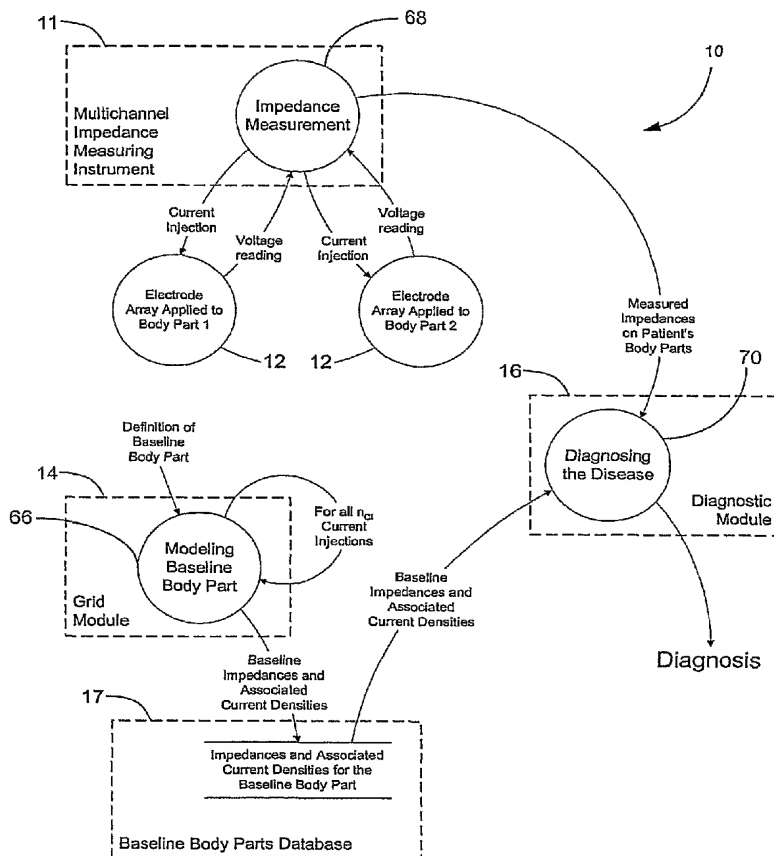 11
68
10
Multichannel
Impedance
Measuring
Instrument
Impedance
Measurement
Current
Injection
Voltage
reading
Current
Injection
Voltage
reading
Electrode
Array Applied to
Body Part 1
Electrode
Array Applied to
Body Part 2
12
12
Measured
Impedances
on Patient's
Body Parts
16
70
Diagnosing
the Disease
Diagnostic
Module
Diagnosis
Definition of
Baseline
Body Part
14
66
For all nCI
Current
Injections
Modeling
Baseline
Body Part
Grid
Module
Baseline
Impedances and
Associated
Current Densities
Baseline
Impedances and
Associated
Current Densities
17
Impedances and Associated
Current Densities for the
Baseline Body Part
Baseline Body Parts Database